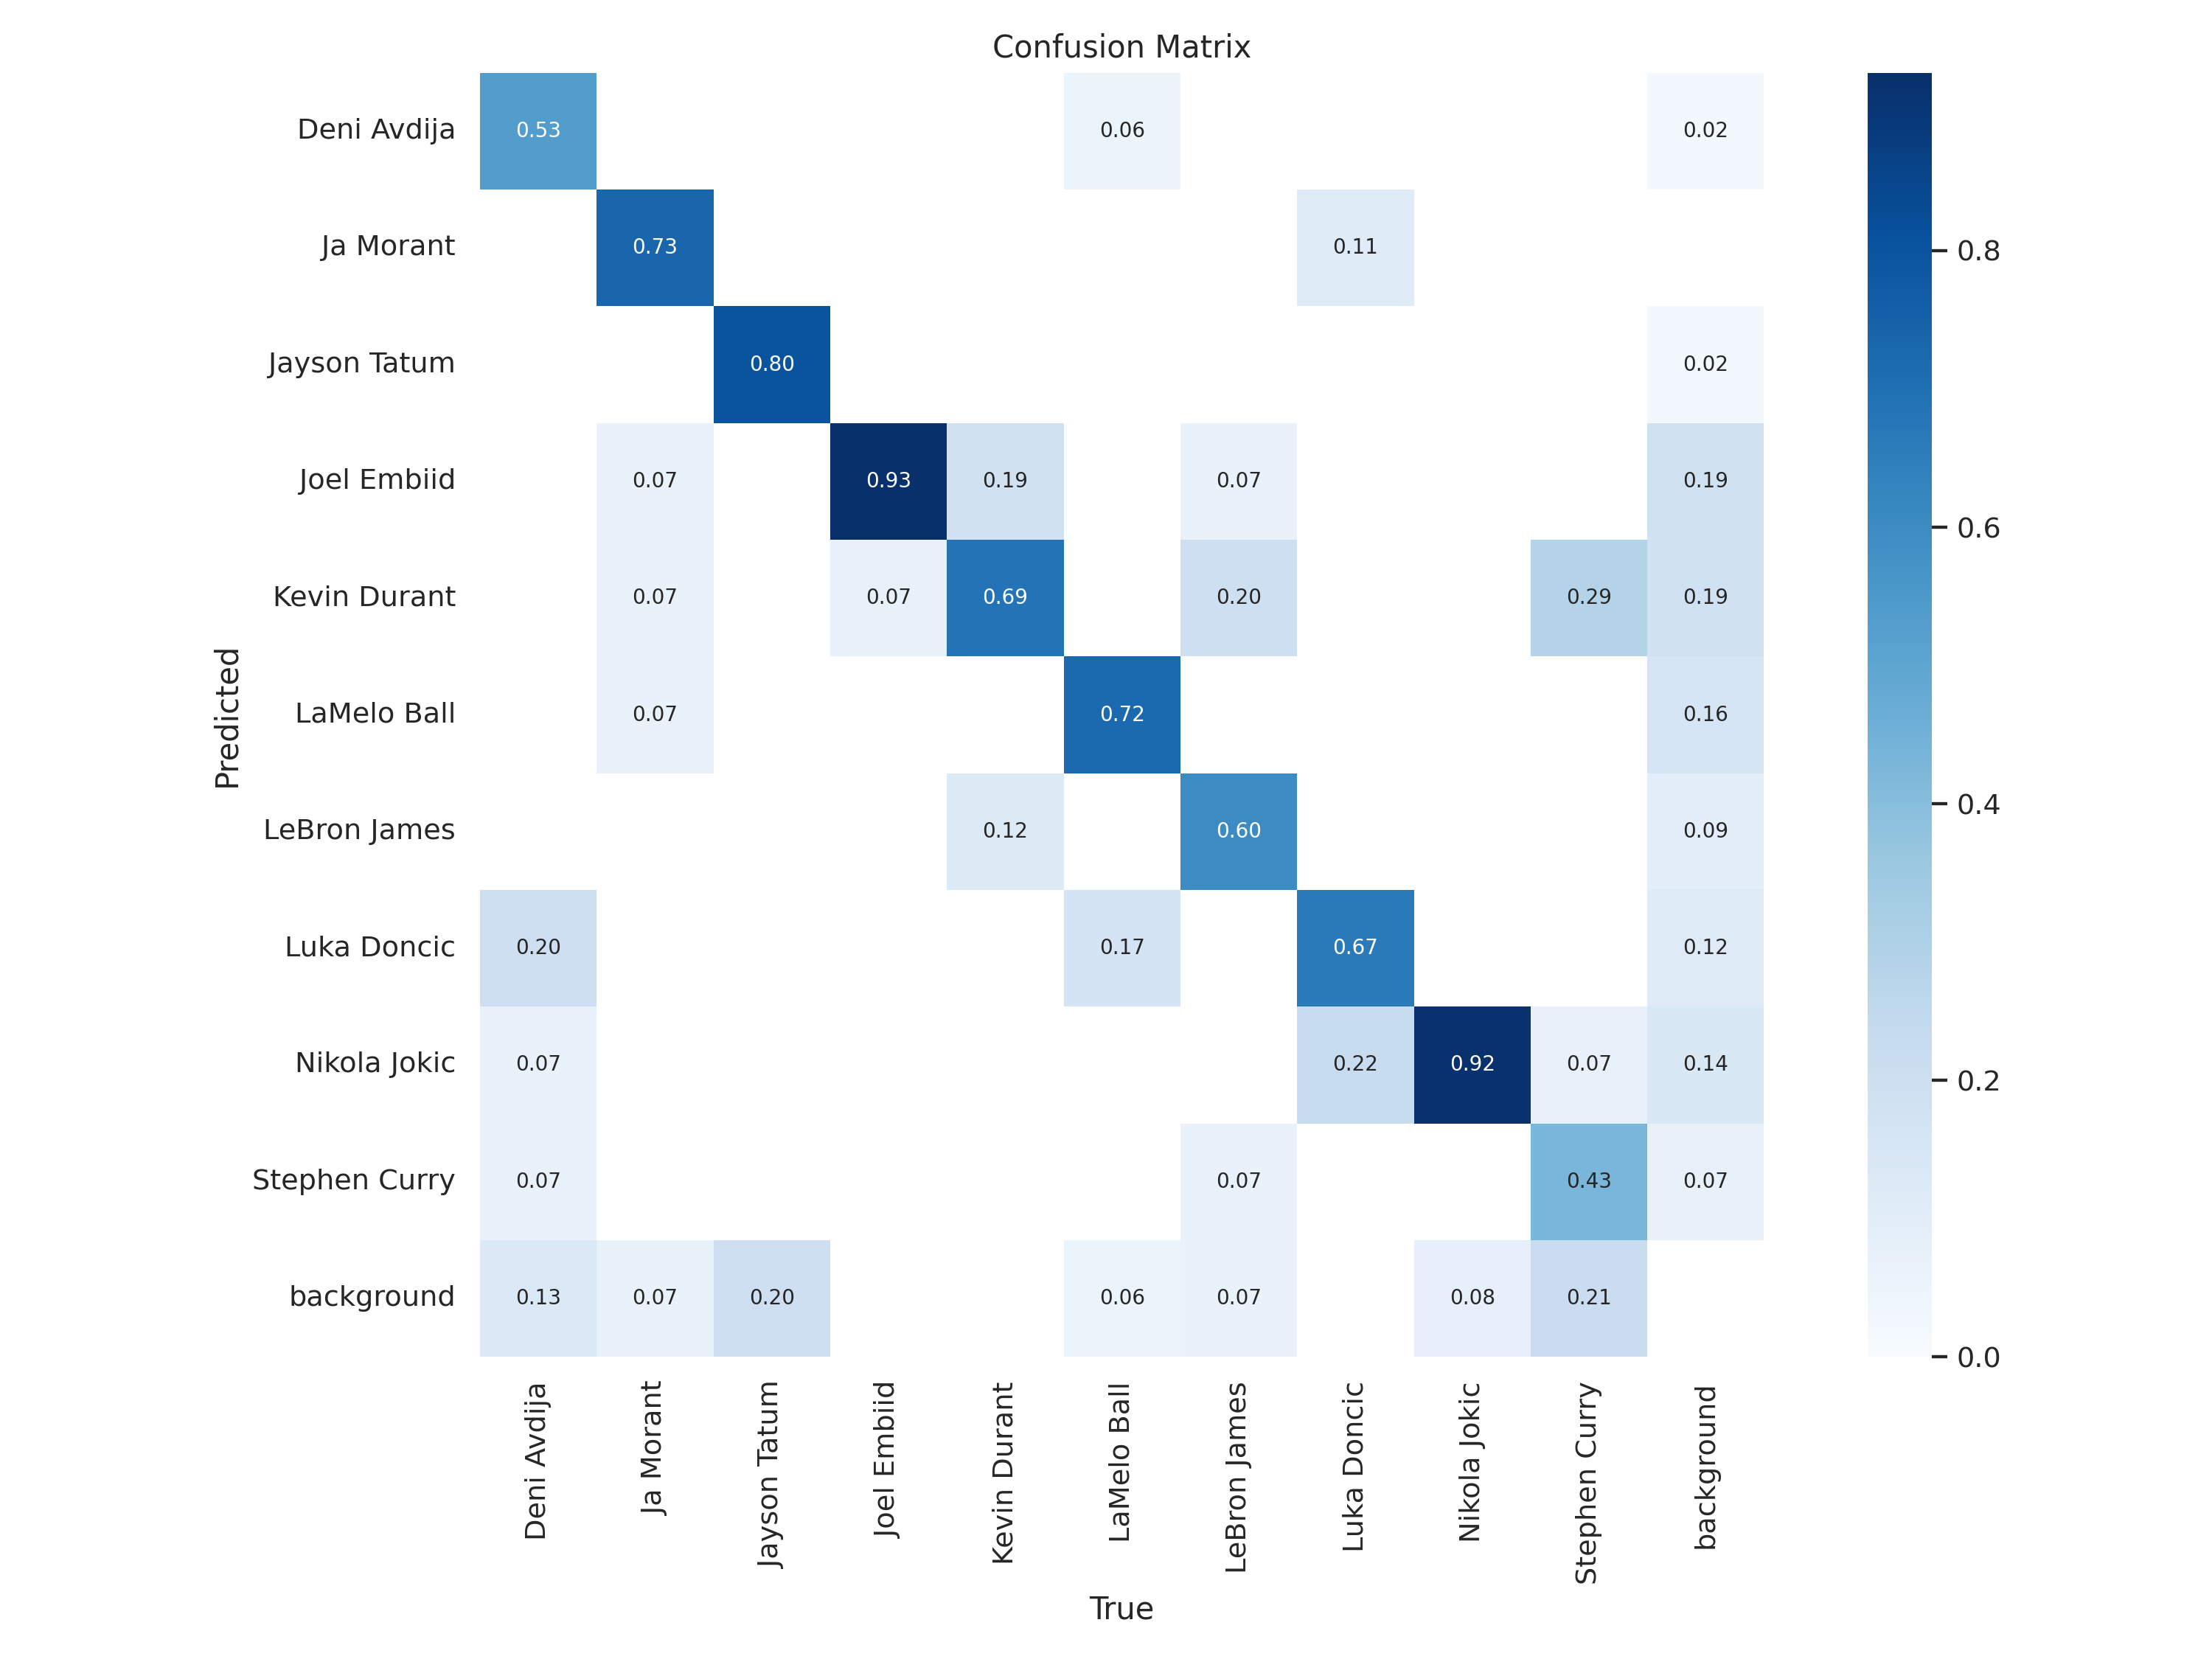 Confusion Matrix
Deni Avdija 0.53 0.06 0.02
Ja Morant 0.73 0.11 0.8
Jayson Tatum 0.80 0.02
Joel Embiid 0.07 0.93 0.19 0.07 0.19 0.6
Kevin Durant 0.07 0.07 0.69 0.20 0.29 0.19
LaMelo Ball 0.07 0.72 0.16
Predicted
LeBron James 0.12 0.60 0.09 0.4
Luka Doncic 0.20 0.17 0.67 0.12
Nikola Jokic 0.07 0.22 0.92 0.07 0.14 0.2
Stephen Curry 0.07 0.07 0.43 0.07
background 0.13 0.07 0.20 0.06 0.07 0.08 0.21
0.0
Deni Avdija
Ja Morant
Jayson Tatum
Joel Embiid
Kevin Durant
LaMelo Ball
LeBron James
Luka Doncic
Nikola Jokic
Stephen Curry
background
True